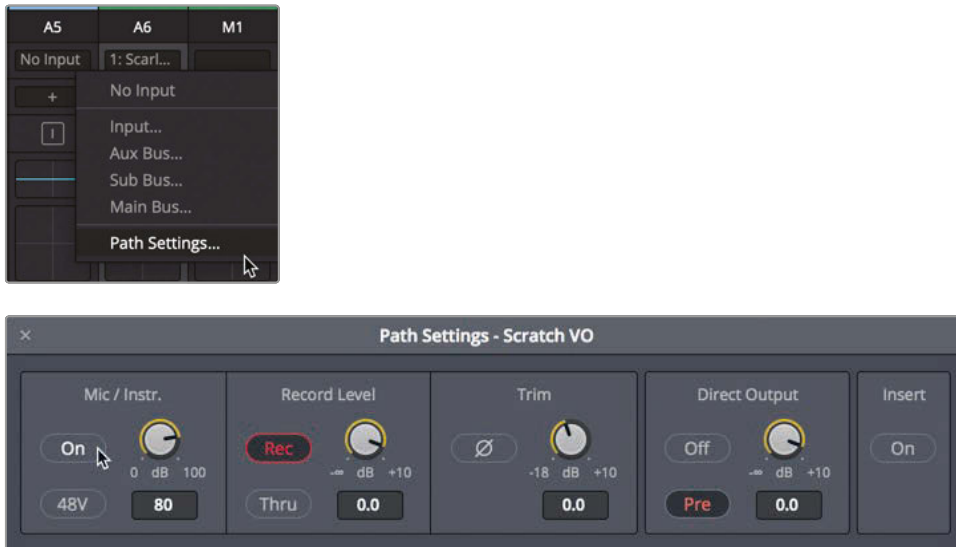 A5 A6 M1
No Input 1: Scarl...
+ No Input
I Input...
Aux Bus...
Sub Bus...
Main Bus...
Path Settings...
× Path Settings - Scratch VO
Mic / Instr. Record Level Trim Direct Output Insert
On Rec Ø Off On
0 dB 100 -∞ dB +10 -18 dB +10 -∞ dB +10
48V 80 Thru 0.0 0.0 Pre 0.0